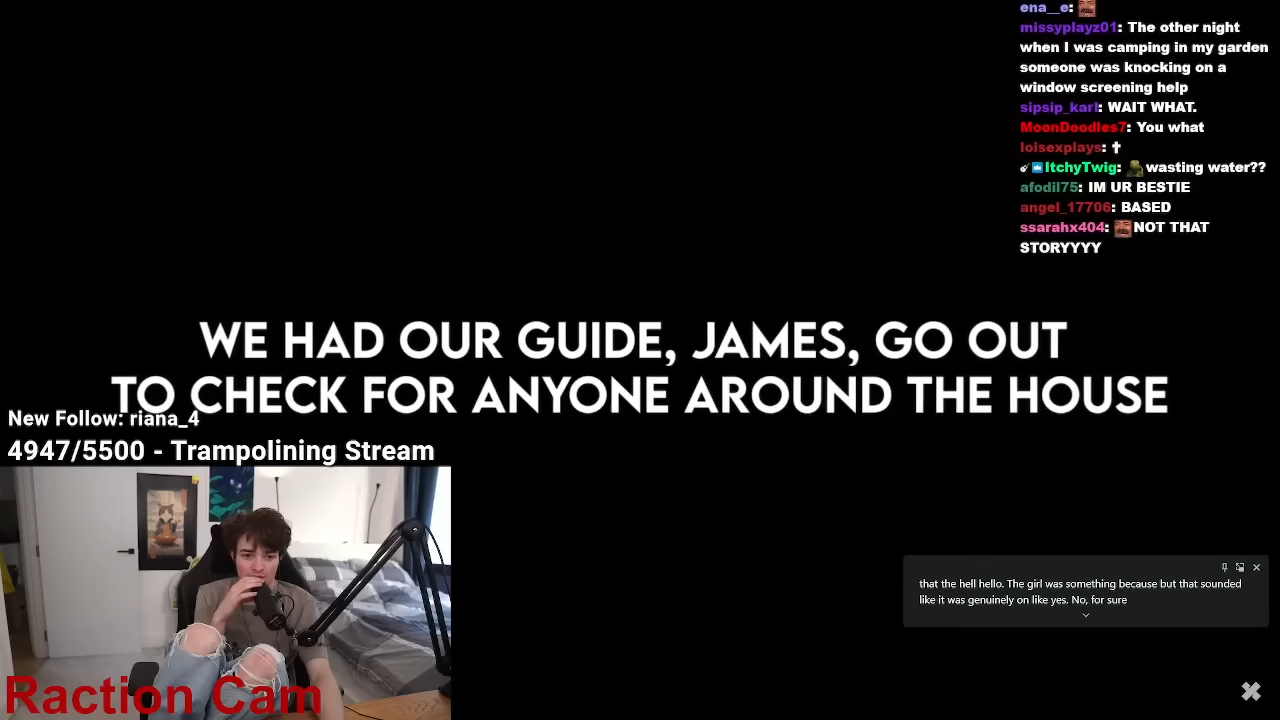 ena__e:
missyplayz01: The other night
when I was camping in my garden
someone was knocking on a
window screening help
sipsip_karl: WAIT WHAT.
MoonDoodles7: You what
loisexplays: ✝
ItchyTwig: wasting water??
afodil75: IM UR BESTIE
angel_17706: BASED
ssarahx404: NOT THAT
STORYYYY
WE HAD OUR GUIDE, JAMES, GO OUT
TO CHECK FOR ANYONE AROUND THE HOUSE
New Follow: riana_4
4947/5500 - Trampolining Stream
that the hell hello. The girl was something because but that sounded
like it was genuinely on like yes. No, for sure
Raction Cam